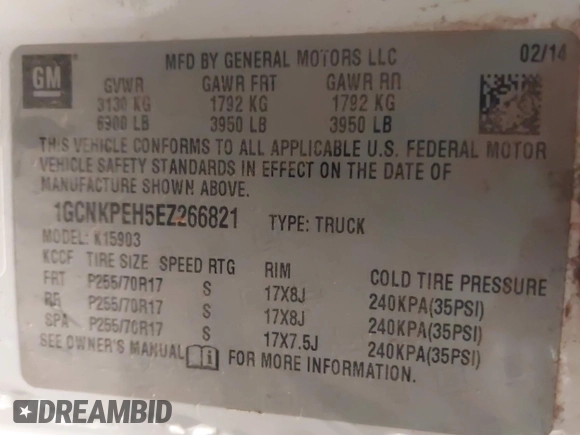 GM
MFD BY GENERAL MOTORS LLC 02/14
GVWR GAWR FRT GAWR RR
3130 KG 1792 KG 1792 KG
6900 LB 3950 LB 3950 LB
THIS VEHICLE CONFORMS TO ALL APPLICABLE U.S. FEDERAL MOTOR
VEHICLE SAFETY STANDARDS IN EFFECT ON THE DATE OF
MANUFACTURE SHOWN ABOVE.
1GCNKPEH5EZ266821 TYPE: TRUCK
MODEL: K15903
KCCF TIRE SIZE SPEED RTG RIM COLD TIRE PRESSURE
FRT P255/70R17 S 17X8J 240KPA(35PSI)
RR P255/70R17 S 17X8J 240KPA(35PSI)
SPA P255/70R17 S 17X7.5J 240KPA(35PSI)
SEE OWNER'S MANUAL FOR MORE INFORMATION.
DREAMBID